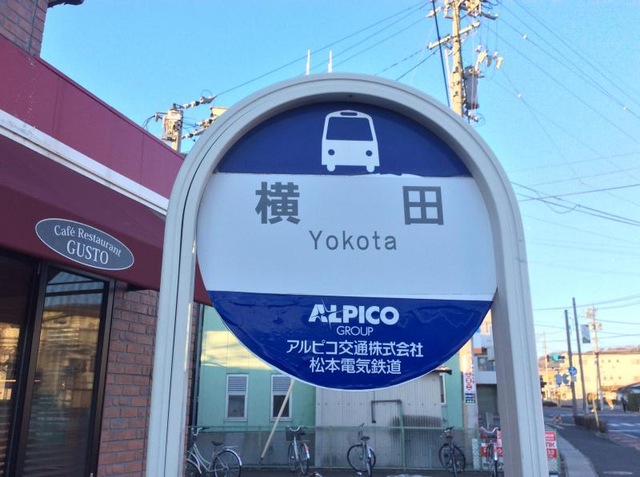 横田
Yokota
ALPICO
GROUP
アルピコ交通株式会社
松本電気鉄道
Café Restaurant
GUSTO